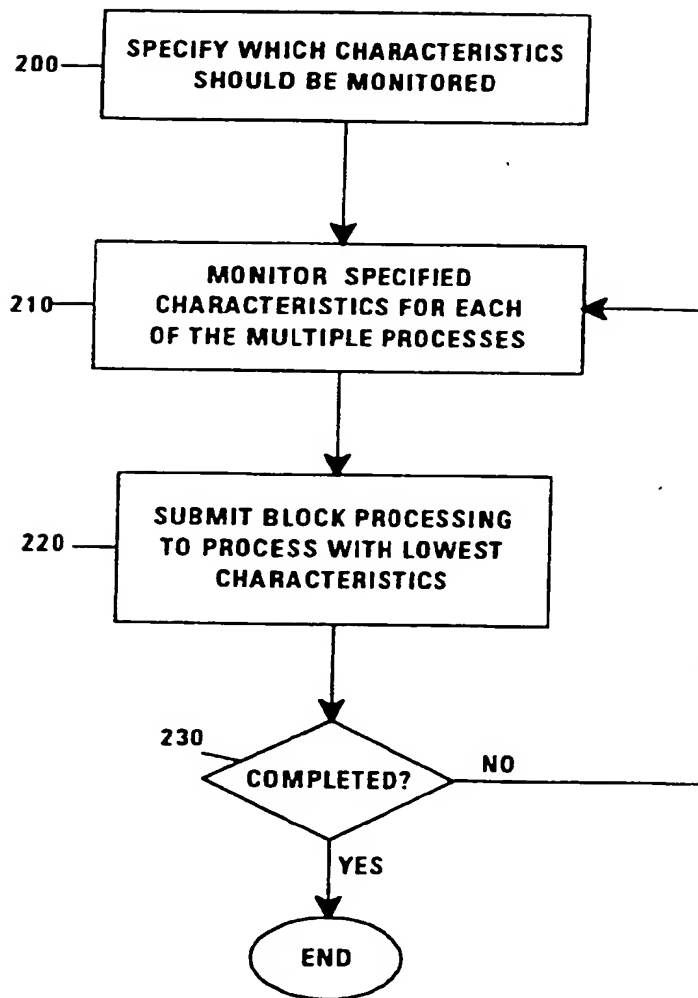 200
SPECIFY WHICH CHARACTERISTICS
SHOULD BE MONITORED
210
MONITOR SPECIFIED
CHARACTERISTICS FOR EACH
OF THE MULTIPLE PROCESSES
220
SUBMIT BLOCK PROCESSING
TO PROCESS WITH LOWEST
CHARACTERISTICS
230
COMPLETED?
NO
YES
END